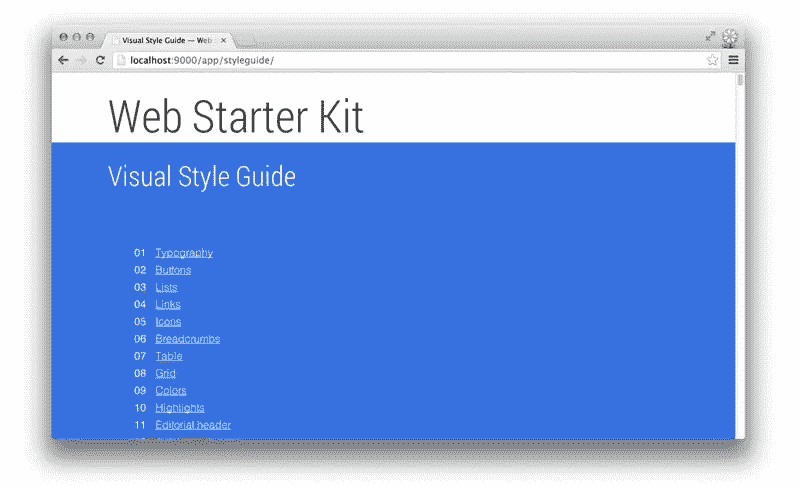 Visual Style Guide — Web
localhost:9000/app/styleguide/
Web Starter Kit
Visual Style Guide
01 Typography
02 Buttons
03 Lists
04 Links
05 Icons
06 Breadcrumbs
07 Table
08 Grid
09 Colors
10 Highlights
11 Editorial header